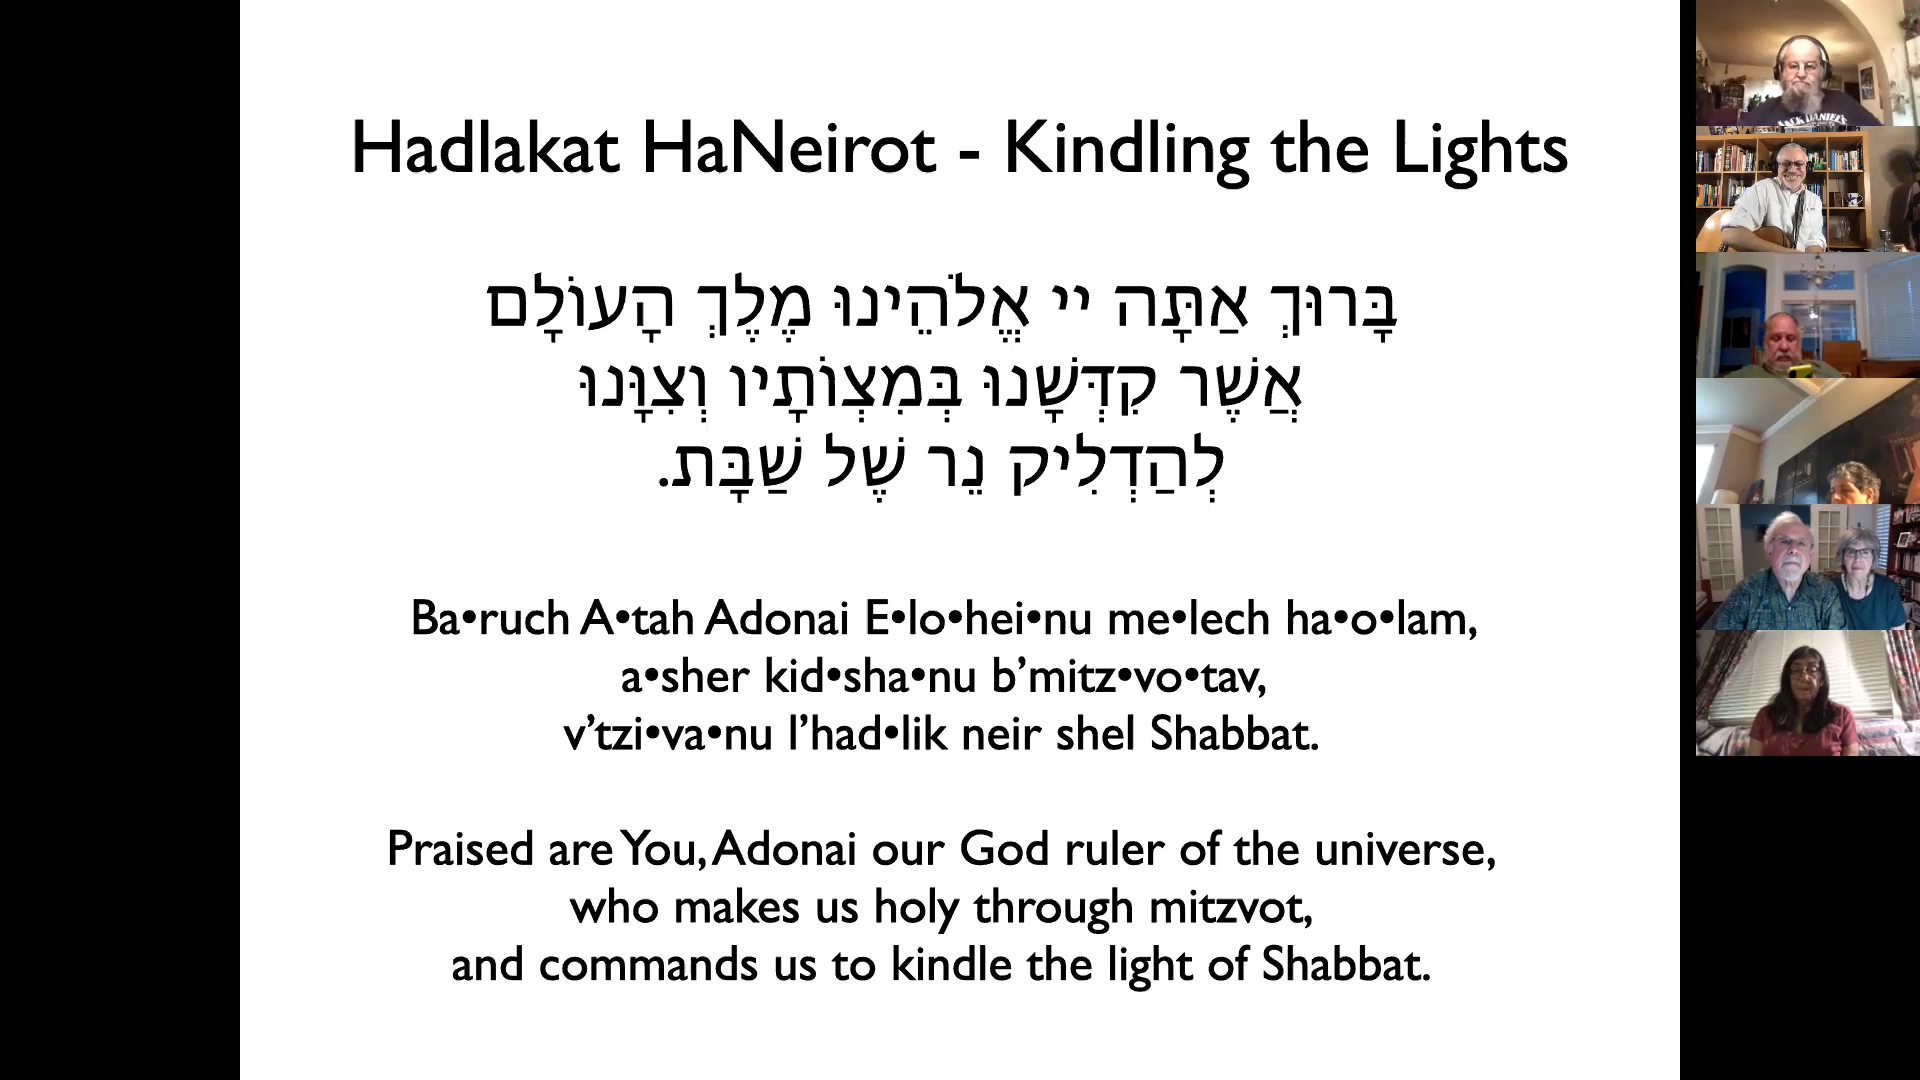 Hadlakat HaNeirot - Kindling the Lights
בָּרוּךְ אַתָּה יי אֱלֹהֵינוּ מֶלֶךְ הָעוֹלָם
אֲשֶׁר קִדְּשָׁנוּ בְּמִצְוֹתָיו וְצִוָּנוּ
לְהַדְלִיק נֵר שֶׁל שַׁבָּת.
Ba•ruch A•tah Adonai E•lo•hei•nu me•lech ha•o•lam,
a•sher kid•sha•nu b’mitz•vo•tav,
v’tzi•va•nu l’had•lik neir shel Shabbat.
Praised are You, Adonai our God ruler of the universe,
who makes us holy through mitzvot,
and commands us to kindle the light of Shabbat.
JACK DANIEL'S